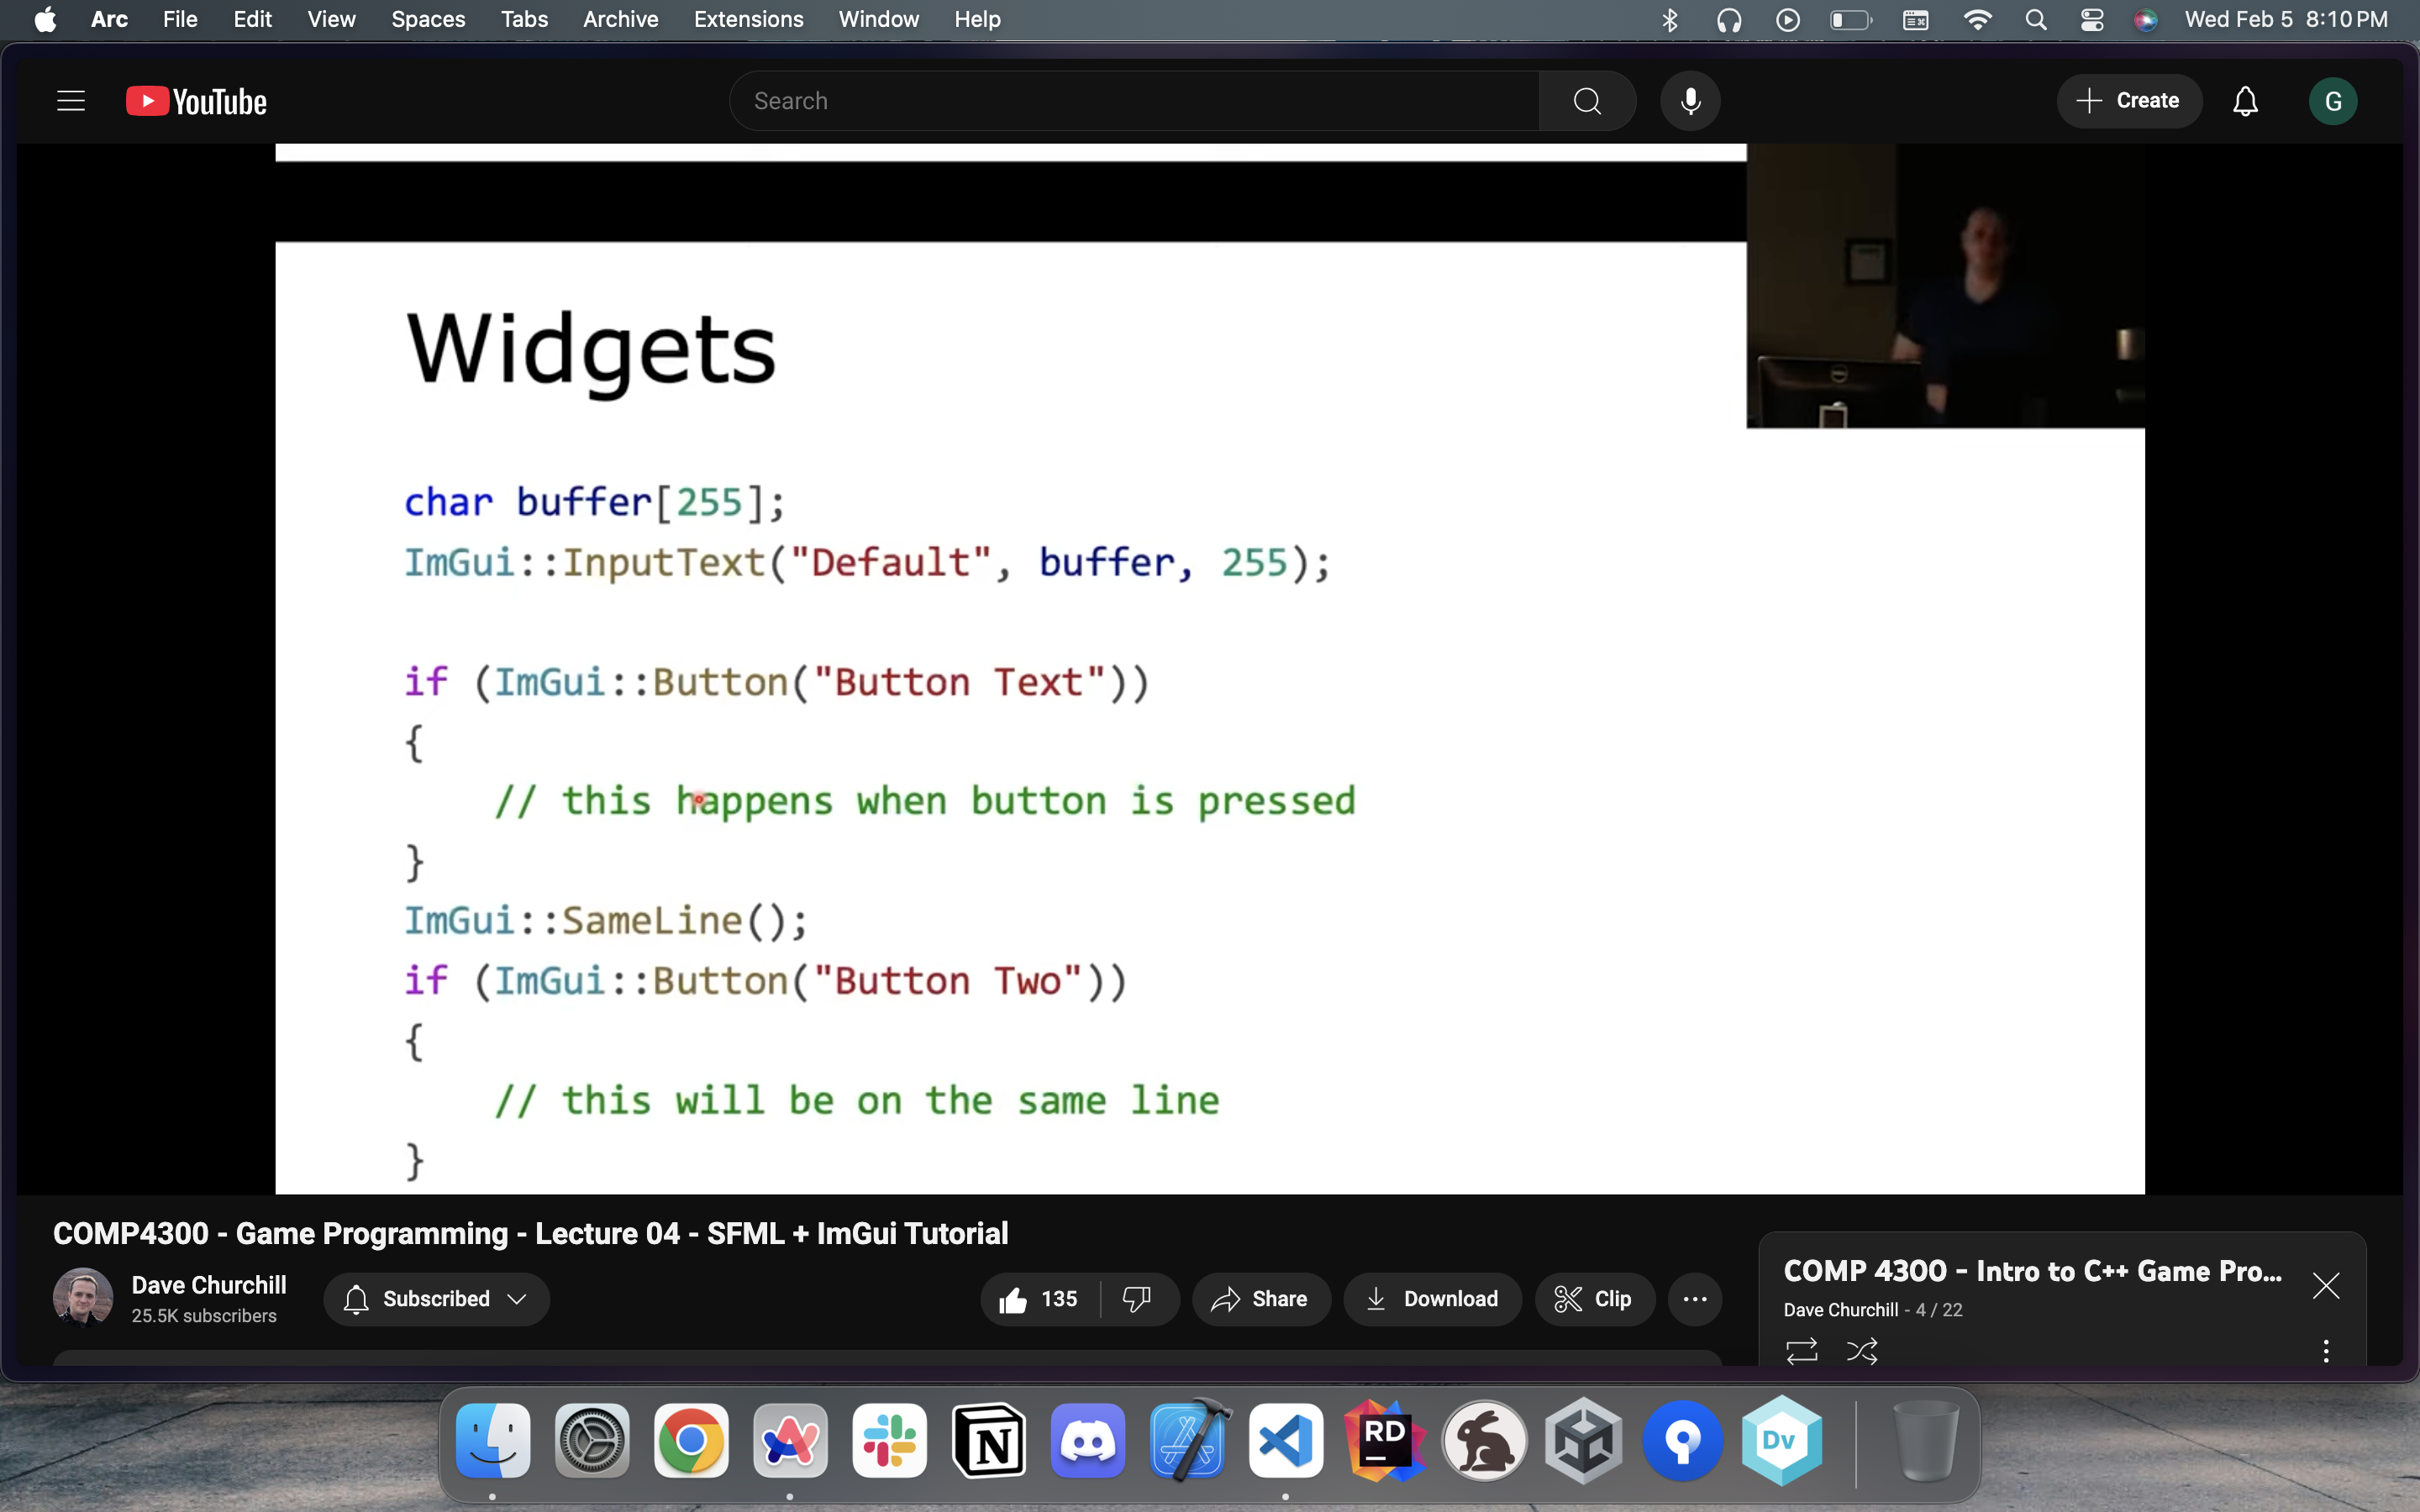 Arc File Edit View Spaces Tabs Archive Extensions Window Help Wed Feb 5 8:10 PM
YouTube Search Create G
Widgets
char buffer[255];
ImGui::InputText("Default", buffer, 255);
if (ImGui::Button("Button Text"))
{
// this happens when button is pressed
}
ImGui::SameLine();
if (ImGui::Button("Button Two"))
{
// this will be on the same line
}
COMP4300 - Game Programming - Lecture 04 - SFML + ImGui Tutorial
Dave Churchill
25.5K subscribers
Subscribed
135
Share
Download
Clip
COMP 4300 - Intro to C++ Game Pro...
Dave Churchill - 4 / 22
N
RD
Dv